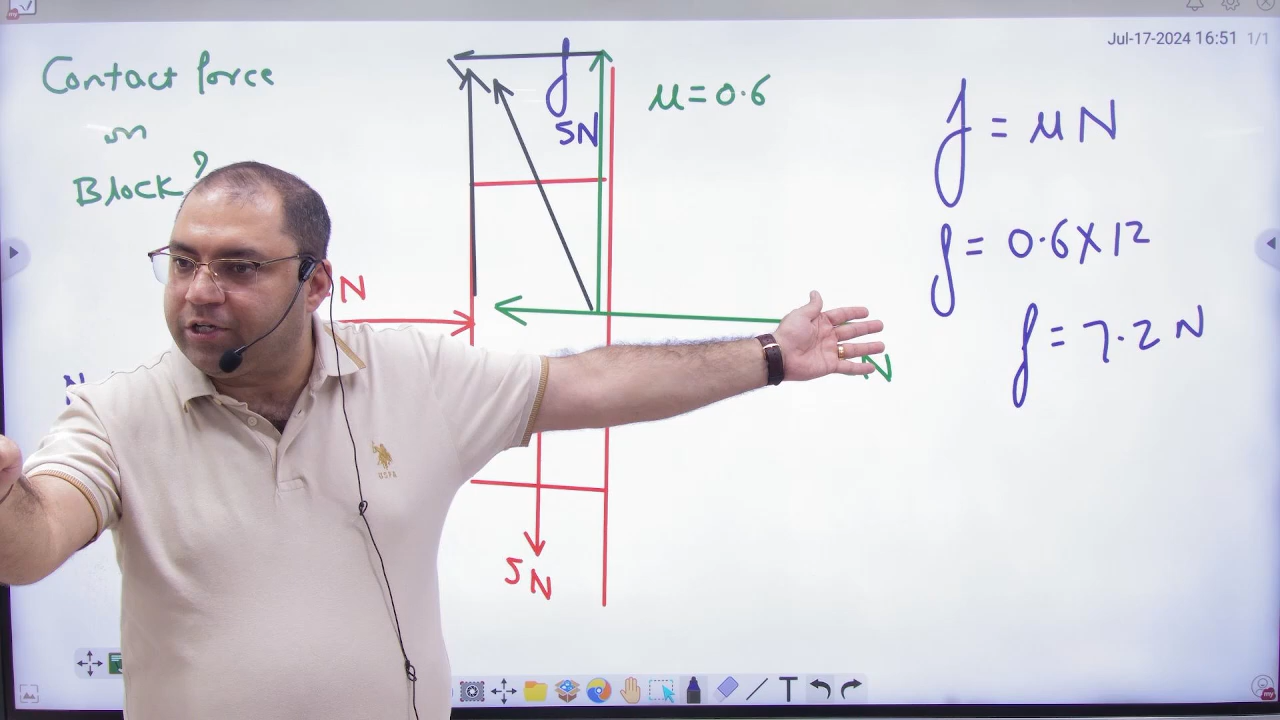 Jul-17-2024 16:51 1/1
Contact force
on
Block?
f
5N
μ=0.6
f = μN
f = 0.6×12
f = 7.2 N
N
N
N
5N
USPA
T